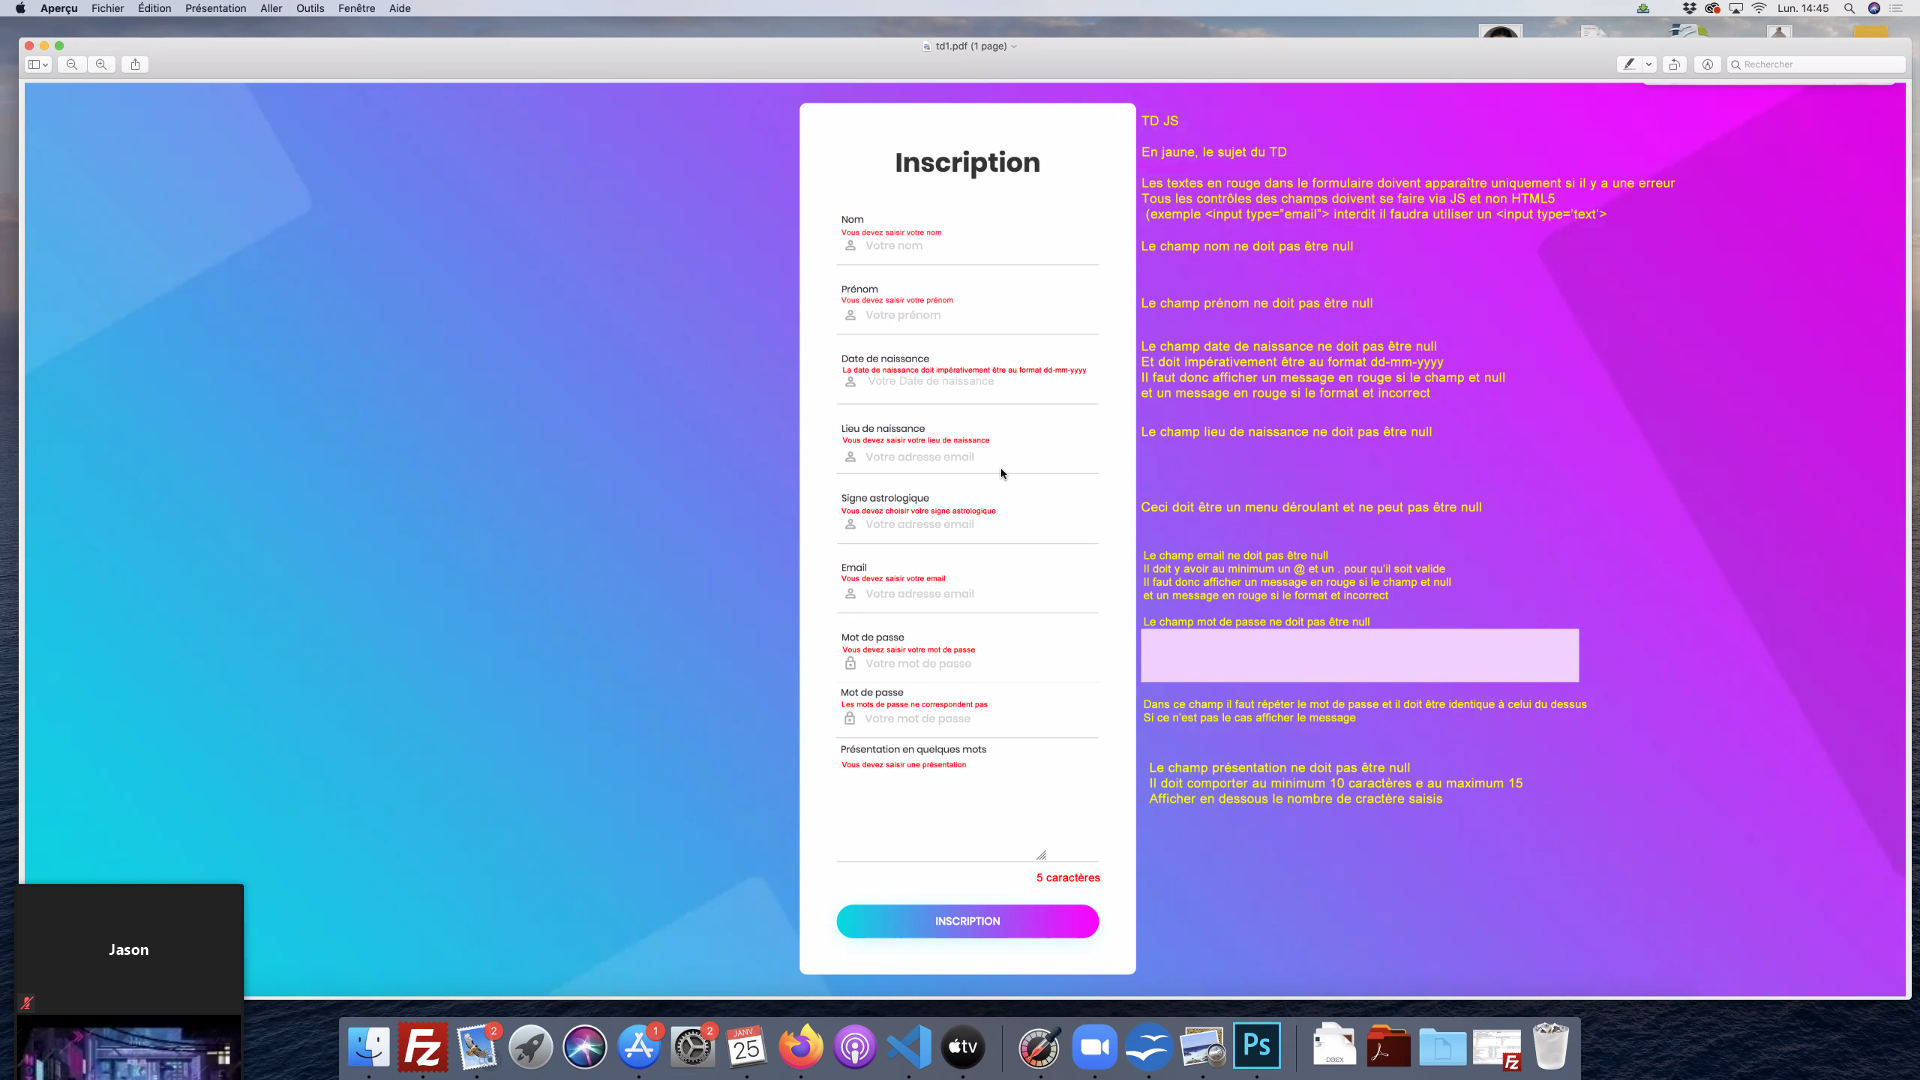 Aperçu Fichier Édition Présentation Aller Outils Fenêtre Aide
Lun. 14:45
td1.pdf (1 page)
Rechercher
Inscription
Nom
Vous devez saisir votre nom
Votre nom
Prénom
Vous devez saisir votre prénom
Votre prénom
Date de naissance
La date de naissance doit impérativement être au format dd-mm-yyyy
Votre Date de naissance
Lieu de naissance
Vous devez saisir votre lieu de naissance
Votre adresse email
Signe astrologique
Vous devez choisir votre signe astrologique
Votre adresse email
Email
Vous devez saisir votre email
Votre adresse email
Mot de passe
Vous devez saisir votre mot de passe
Votre mot de passe
Mot de passe
Les mots de passe ne correspondent pas
Votre mot de passe
Présentation en quelques mots
Vous devez saisir une présentation
5 caractères
INSCRIPTION
TD JS
En jaune, le sujet du TD
Les textes en rouge dans le formulaire doivent apparaître uniquement si il y a une erreur
Tous les contrôles des champs doivent se faire via JS et non HTML5
(exemple <input type="email"> interdit il faudra utiliser un <input type='text'>
Le champ nom ne doit pas être null
Le champ prénom ne doit pas être null
Le champ date de naissance ne doit pas être null
Et doit impérativement être au format dd-mm-yyyy
Il faut donc afficher un message en rouge si le champ et null
et un message en rouge si le format et incorrect
Le champ lieu de naissance ne doit pas être null
Ceci doit être un menu déroulant et ne peut pas être null
Le champ email ne doit pas être null
Il doit y avoir au minimum un @ et un . pour qu'il soit valide
Il faut donc afficher un message en rouge si le champ et null
et un message en rouge si le format et incorrect
Le champ mot de passe ne doit pas être null
Dans ce champ il faut répéter le mot de passe et il doit être identique à celui du dessus
Si ce n'est pas le cas afficher le message
Le champ présentation ne doit pas être null
Il doit comporter au minimum 10 caractères e au maximum 15
Afficher en dessous le nombre de cractère saisis
Jason
Fz
2
1
2
JANV
25
tv
Ps
DOCX
Fz